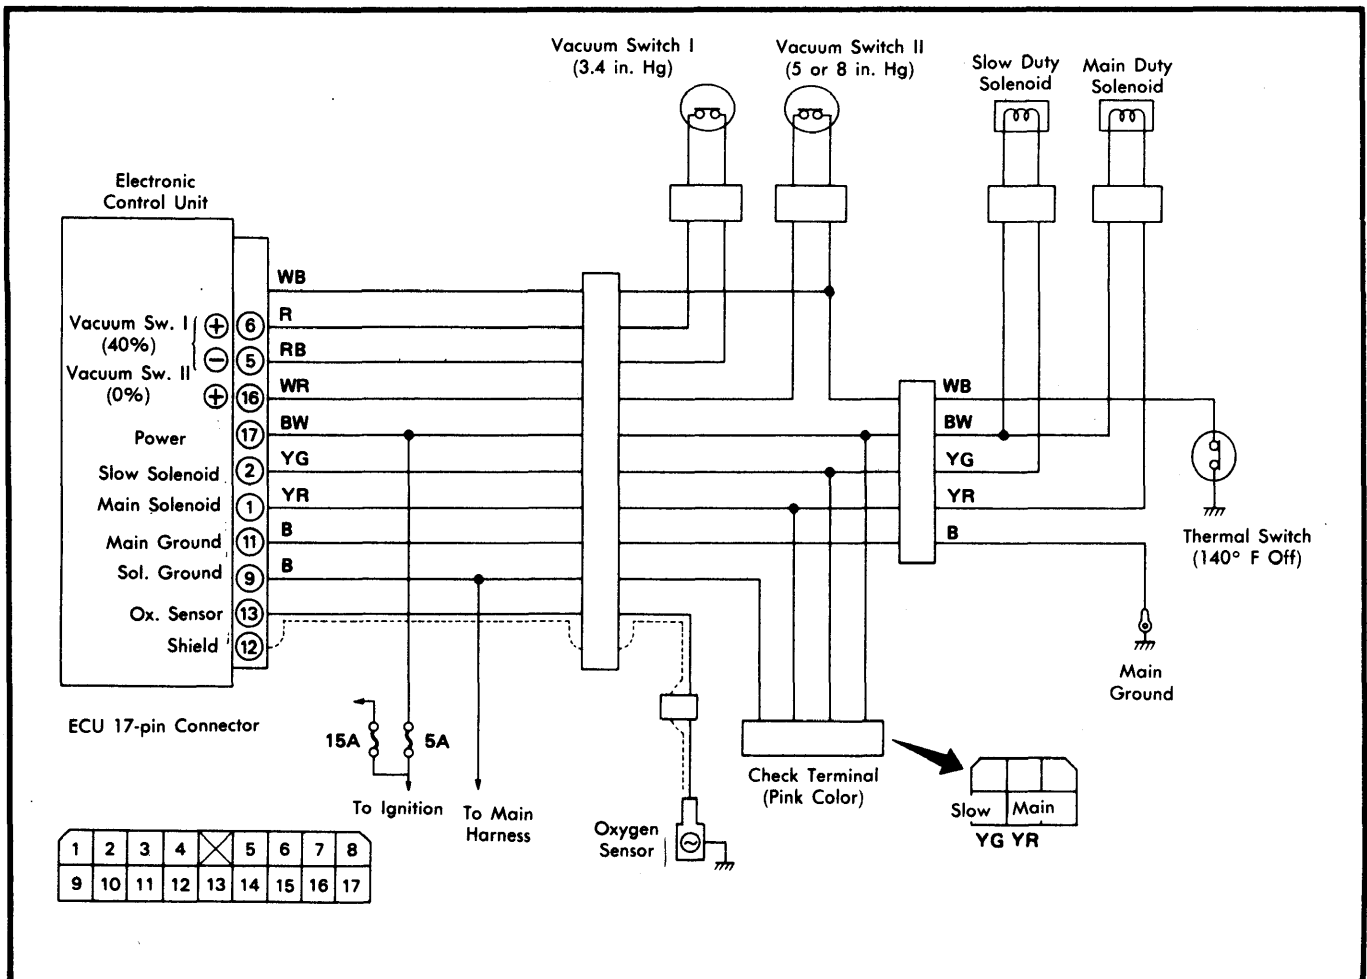 Vacuum Switch I
(3.4 in. Hg)
Vacuum Switch II
(5 or 8 in. Hg)
Slow Duty
Solenoid
Main Duty
Solenoid
Electronic
Control Unit
WB
Vacuum Sw. I
(40%)
+
6
R
−
5
RB
Vacuum Sw. II
(0%)
+
16
WR
WB
Power
17
BW
BW
Slow Solenoid
2
YG
YG
Main Solenoid
1
YR
YR
Main Ground
11
B
B
Sol. Ground
9
B
Ox. Sensor
13
Shield
12
Thermal Switch
(140° F Off)
Main
Ground
ECU 17-pin Connector
15A
5A
To Ignition
To Main
Harness
Oxygen
Sensor
Check Terminal
(Pink Color)
Slow
Main
YG YR
1 2 3 4 5 6 7 8
9 10 11 12 13 14 15 16 17